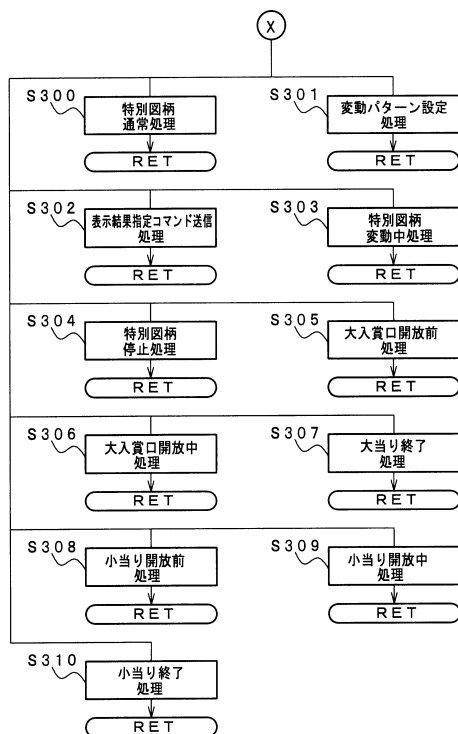 X
S300
特別図柄
通常処理
RET
S301
変動パターン設定
処理
RET
S302
表示結果指定コマンド送信
処理
RET
S303
特別図柄
変動中処理
RET
S304
特別図柄
停止処理
RET
S305
大入賞口開放前
処理
RET
S306
大入賞口開放中
処理
RET
S307
大当り終了
処理
RET
S308
小当り開放前
処理
RET
S309
小当り開放中
処理
RET
S310
小当り終了
処理
RET